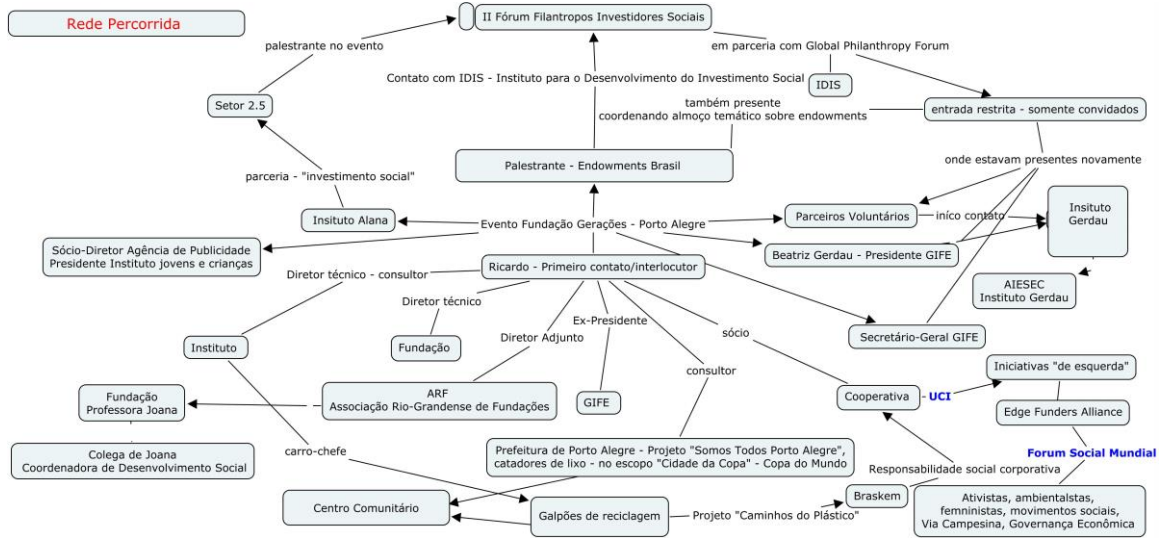 Rede Percorrida
II Fórum Filantropos Investidores Sociais
palestrante no evento
em parceria com Global Philanthropy Forum
Contato com IDIS - Instituto para o Desenvolvimento do Investimento Social
IDIS
Setor 2.5
também presente
coordenando almoço temático sobre endowments
entrada restrita - somente convidados
Palestrante - Endowments Brasil
onde estavam presentes novamente
parceria - "investimento social"
Insituto Alana
Evento Fundação Gerações - Porto Alegre
Parceiros Voluntários
iníco contato
Insituto
Gerdau
Sócio-Diretor Agência de Publicidade
Presidente Instituto jovens e crianças
Beatriz Gerdau - Presidente GIFE
Diretor técnico - consultor
Ricardo - Primeiro contato/interlocutor
AIESEC
Instituto Gerdau
Diretor técnico
Ex-Presidente
Diretor Adjunto
sócio
Secretário-Geral GIFE
Instituto
Fundação
consultor
Iniciativas "de esquerda"
Fundação
Professora Joana
ARF
Associação Rio-Grandense de Fundações
GIFE
Cooperativa
- UCI
Edge Funders Alliance
carro-chefe
Colega de Joana
Coordenadora de Desenvolvimento Social
Prefeitura de Porto Alegre - Projeto "Somos Todos Porto Alegre",
catadores de lixo - no escopo "Cidade da Copa" - Copa do Mundo
Forum Social Mundial
Responsabilidade social corporativa
Centro Comunitário
Galpões de reciclagem
Projeto "Caminhos do Plástico"
Braskem
Ativistas, ambientalstas,
femninistas, movimentos sociais,
Via Campesina, Governança Econômica